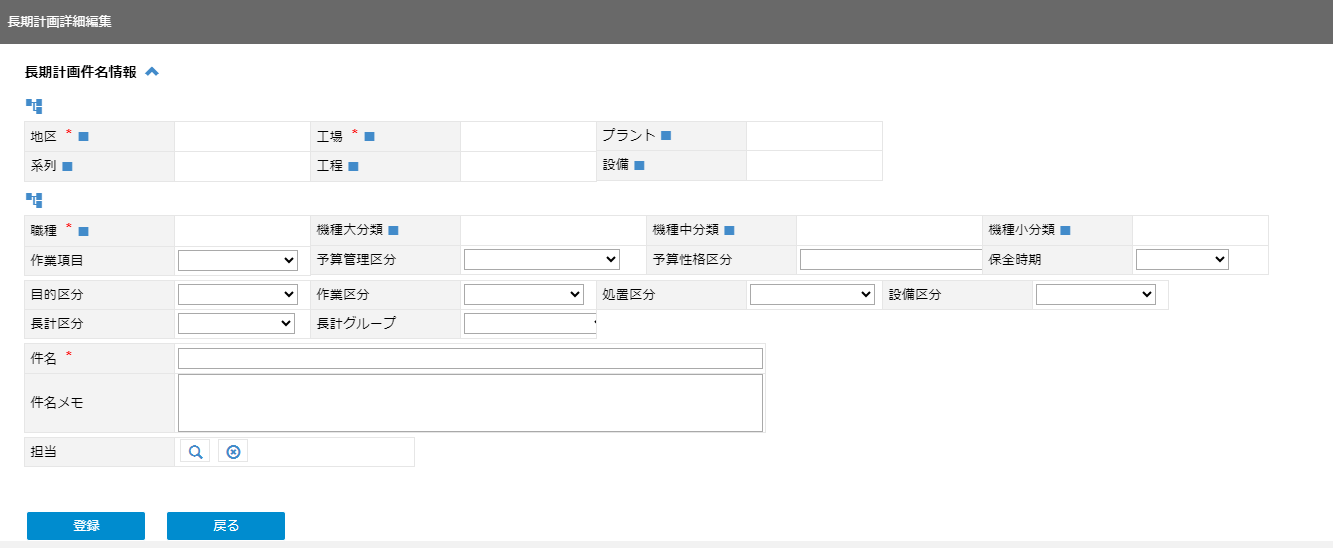 長期計画詳細編集
長期計画件名情報
地区 * 工場 * プラント
系列 工程 設備
職種 * 機種大分類 機種中分類 機種小分類
作業項目 予算管理区分 予算性格区分 保全時期
目的区分 作業区分 処置区分 設備区分
長計区分 長計グループ
件名 *
件名メモ
担当
登録 戻る